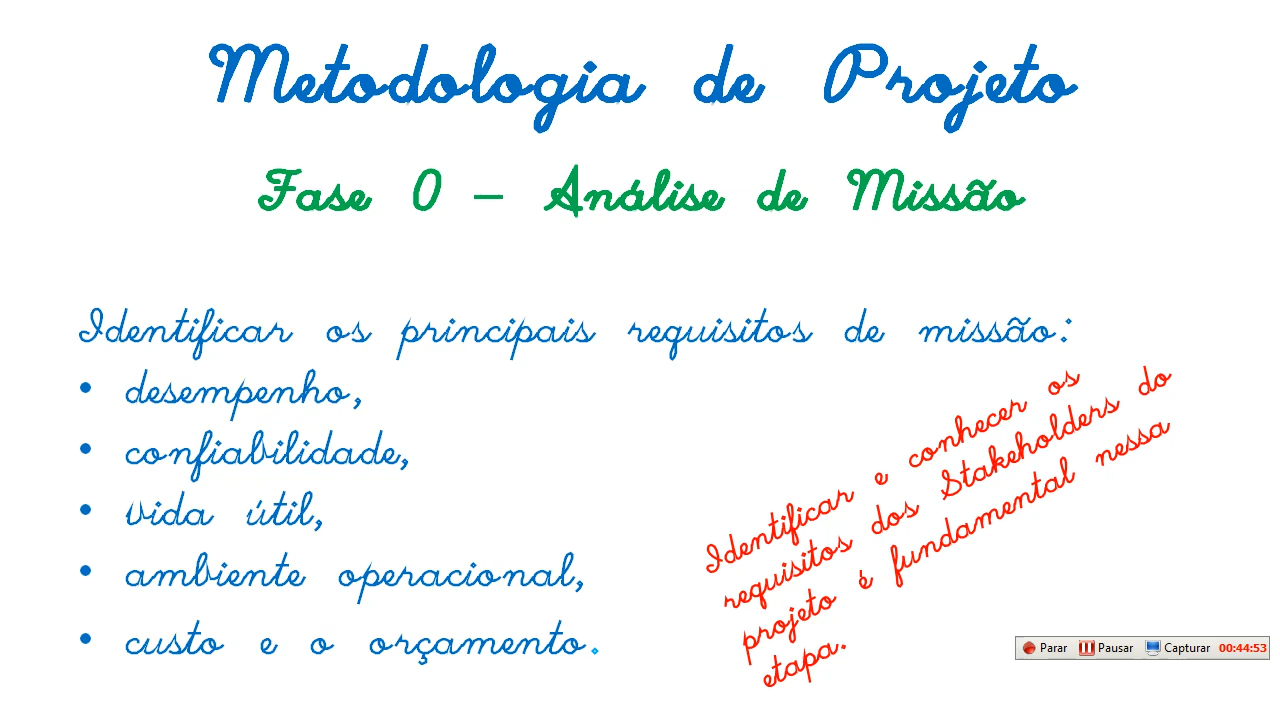 Metodologia de Projeto
Fase 0 – Análise de Missão
Identificar os principais requisitos de missão:
• desempenho,
• confiabilidade,
• vida útil,
• ambiente operacional,
• custo e o orçamento.
Identificar e conhecer os
requisitos dos Stakeholders do
projeto é fundamental nessa
etapa.
Parar Pausar Capturar 00:44:53